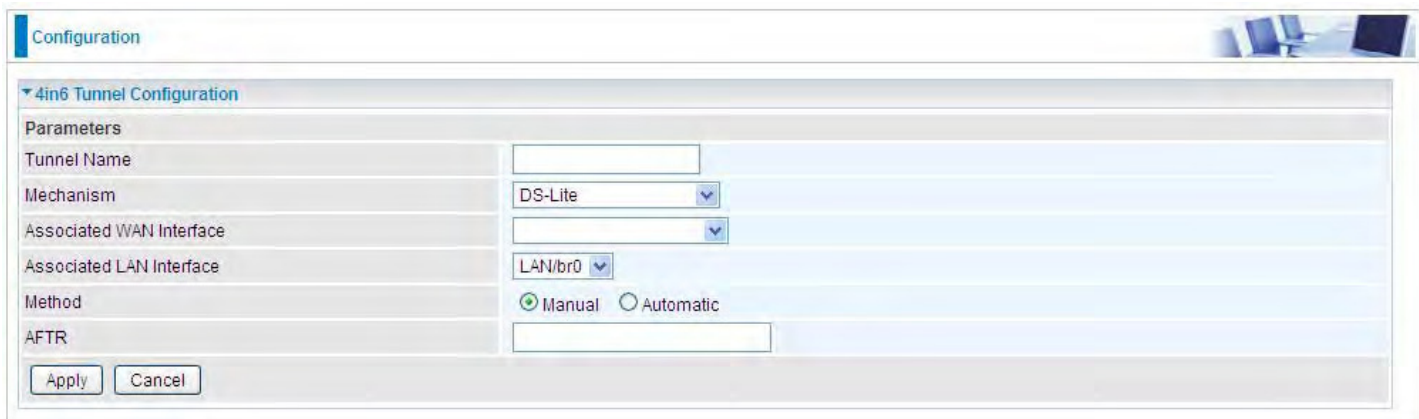 Configuration
4in6 Tunnel Configuration
Parameters
Tunnel Name
Mechanism DS-Lite
Associated WAN Interface
Associated LAN Interface LAN/br0
Method Manual Automatic
AFTR
Apply Cancel